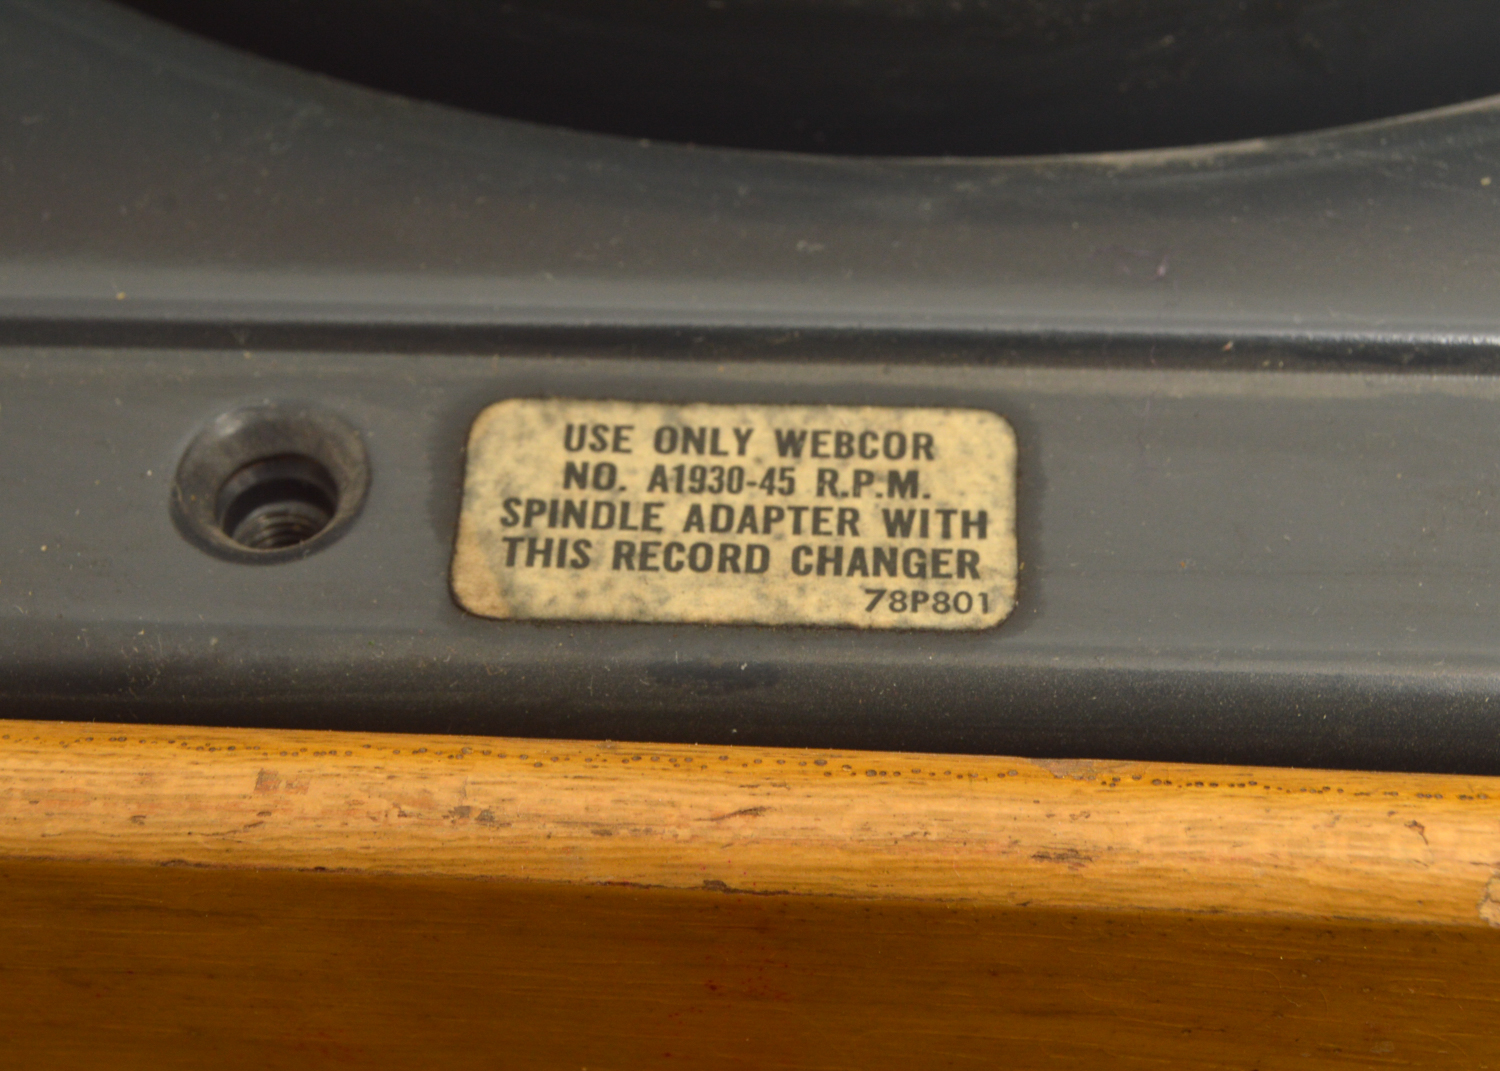 USE ONLY WEBCOR
NO. A1930-45 R.P.M.
SPINDLE ADAPTER WITH
THIS RECORD CHANGER
78P801